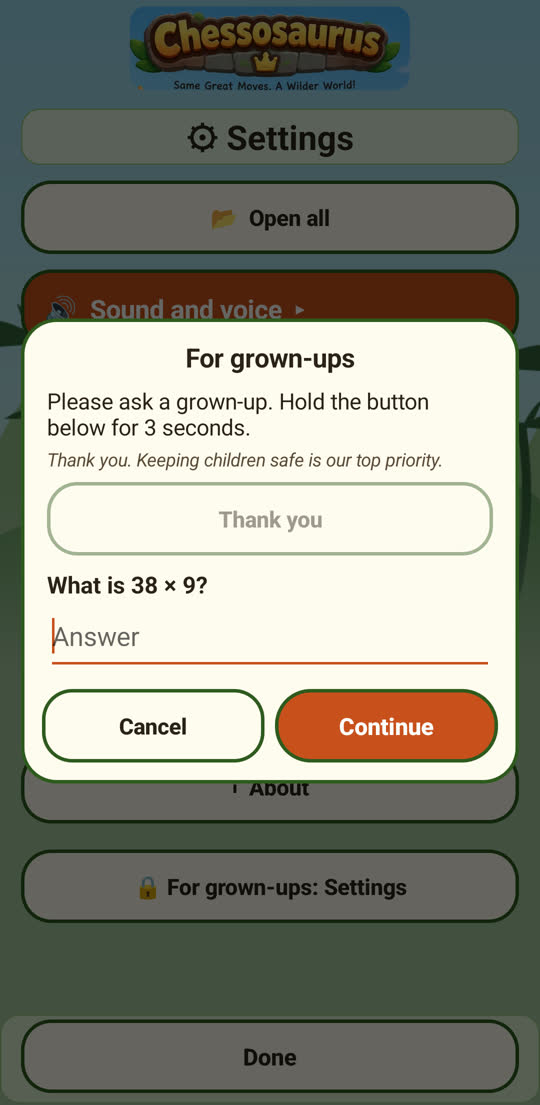 Chessosaurus
Same Great Moves. A Wilder World!
Settings
Open all
Sound and voice
For grown-ups
Please ask a grown-up. Hold the button
below for 3 seconds.
Thank you. Keeping children safe is our top priority.
Thank you
What is 38 × 9?
Answer
Cancel
Continue
About
For grown-ups: Settings
Done